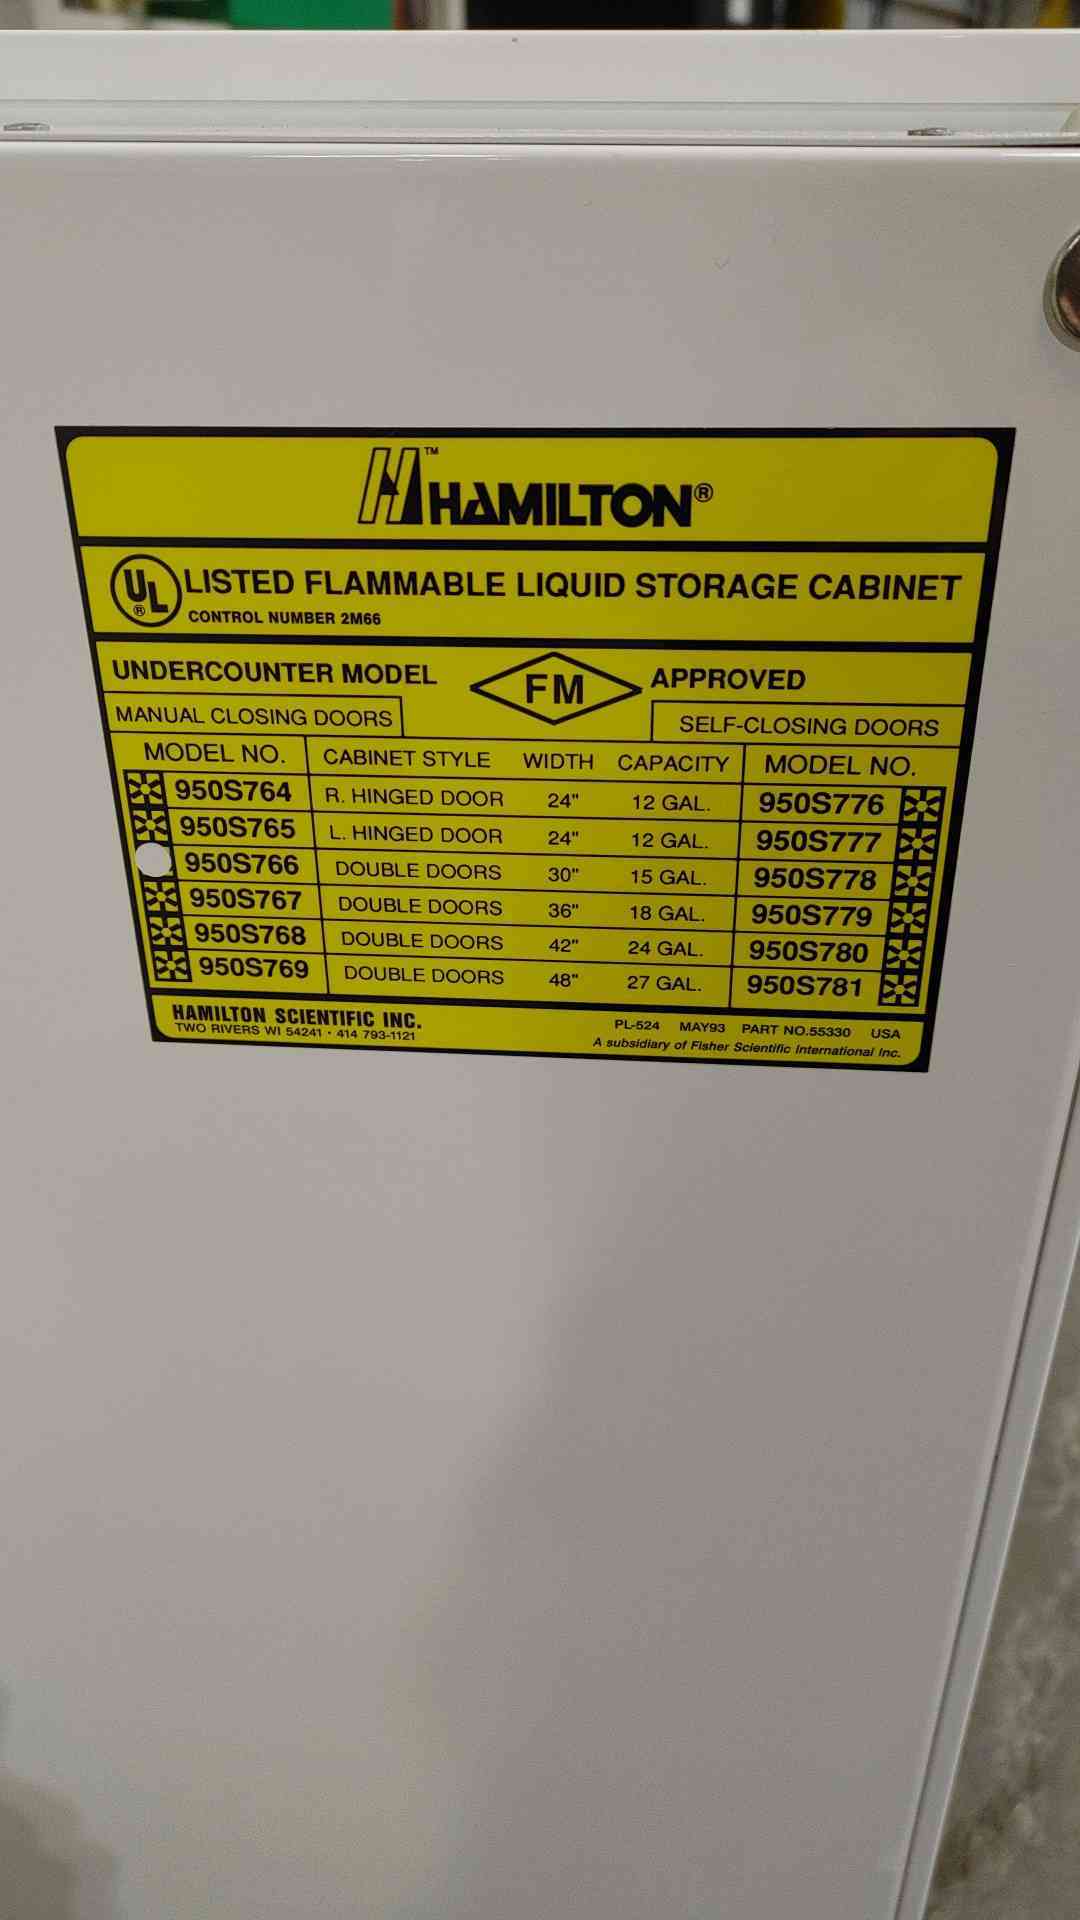 H™ HAMILTON®
UL® LISTED FLAMMABLE LIQUID STORAGE CABINET
CONTROL NUMBER 2M66
UNDERCOUNTER MODEL FM APPROVED
MANUAL CLOSING DOORS SELF-CLOSING DOORS
MODEL NO. CABINET STYLE WIDTH CAPACITY MODEL NO.
950S764 R. HINGED DOOR 24" 12 GAL. 950S776
950S765 L. HINGED DOOR 24" 12 GAL. 950S777
950S766 DOUBLE DOORS 30" 15 GAL. 950S778
950S767 DOUBLE DOORS 36" 18 GAL. 950S779
950S768 DOUBLE DOORS 42" 24 GAL. 950S780
950S769 DOUBLE DOORS 48" 27 GAL. 950S781
HAMILTON SCIENTIFIC INC.
TWO RIVERS WI 54241 · 414 793-1121
PL-524 MAY93 PART NO.55330 USA
A subsidiary of Fisher Scientific International Inc.